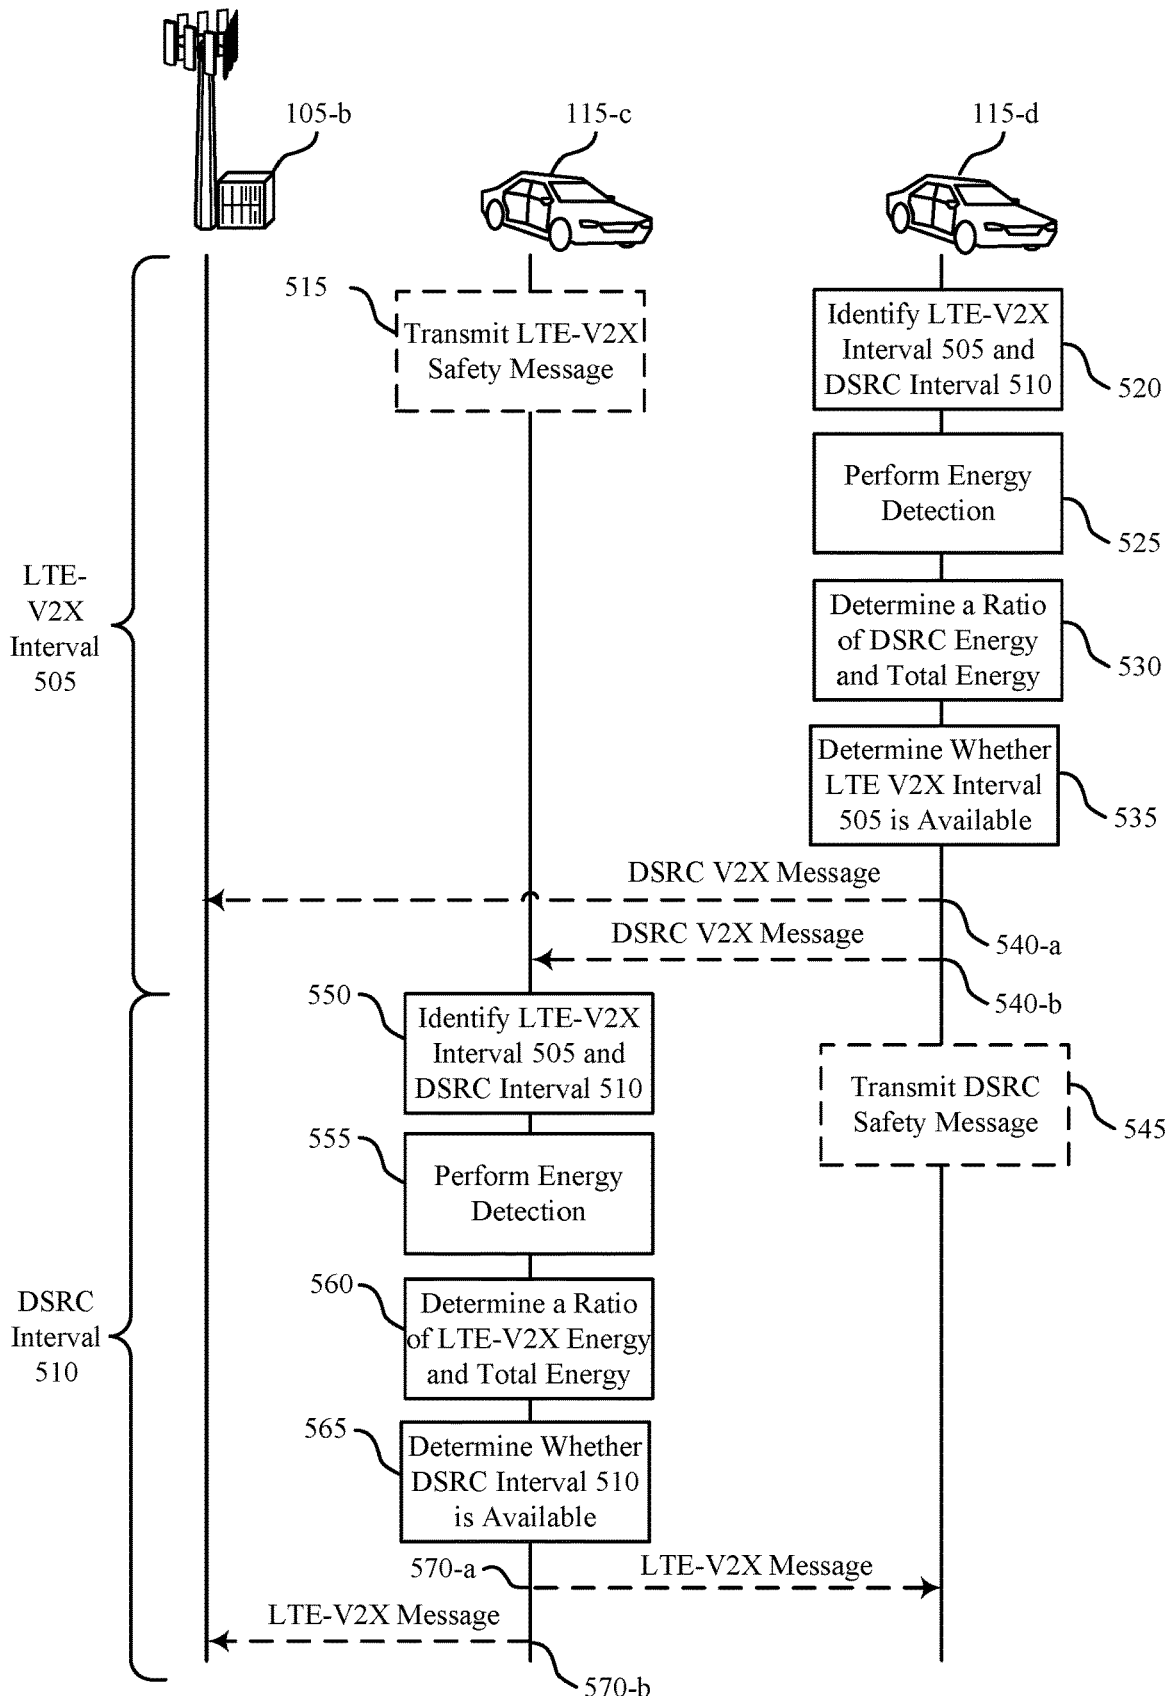 105-b
115-c
115-d
515
Transmit LTE-V2X
Safety Message
Identify LTE-V2X
Interval 505 and
DSRC Interval 510
520
Perform Energy
Detection
525
LTE-
V2X
Interval
505
Determine a Ratio
of DSRC Energy
and Total Energy
530
Determine Whether
LTE V2X Interval
505 is Available
535
DSRC V2X Message
540-a
DSRC V2X Message
540-b
550
Identify LTE-V2X
Interval 505 and
DSRC Interval 510
Transmit DSRC
Safety Message
545
555
Perform Energy
Detection
DSRC
Interval
510
560
Determine a Ratio
of LTE-V2X Energy
and Total Energy
565
Determine Whether
DSRC Interval 510
is Available
570-a
LTE-V2X Message
LTE-V2X Message
570-b